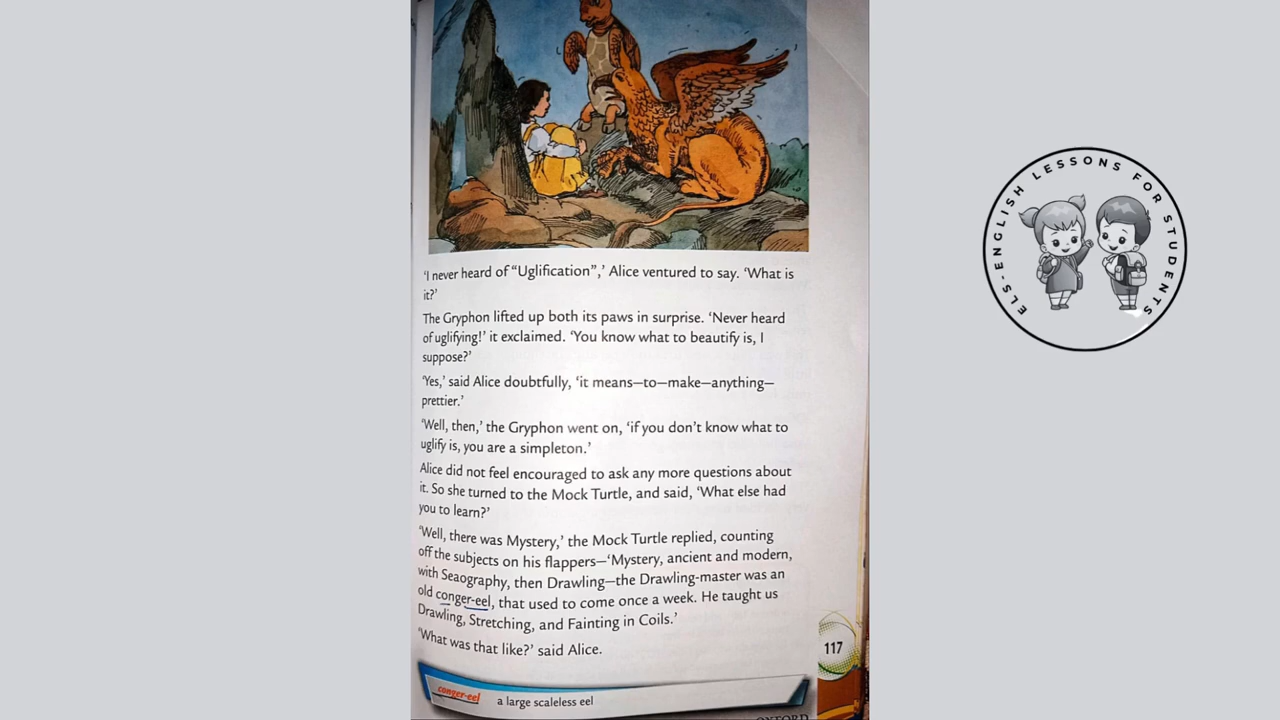 ‘I never heard of “Uglification”,’ Alice ventured to say. ‘What is
it?’
The Gryphon lifted up both its paws in surprise. ‘Never heard
of uglifying!’ it exclaimed. ‘You know what to beautify is, I
suppose?’
‘Yes,’ said Alice doubtfully, ‘it means—to—make—anything—
prettier.’
‘Well, then,’ the Gryphon went on, ‘if you don’t know what to
uglify is, you are a simpleton.’
Alice did not feel encouraged to ask any more questions about
it. So she turned to the Mock Turtle, and said, ‘What else had
you to learn?’
‘Well, there was Mystery,’ the Mock Turtle replied, counting
off the subjects on his flappers—‘Mystery, ancient and modern,
with Seaography, then Drawling—the Drawling-master was an
old conger-eel, that used to come once a week. He taught us
Drawling, Stretching, and Fainting in Coils.’
‘What was that like?’ said Alice.
117
conger-eel a large scaleless eel
OXFORD
ELS-ENGLISH LESSONS FOR STUDENTS